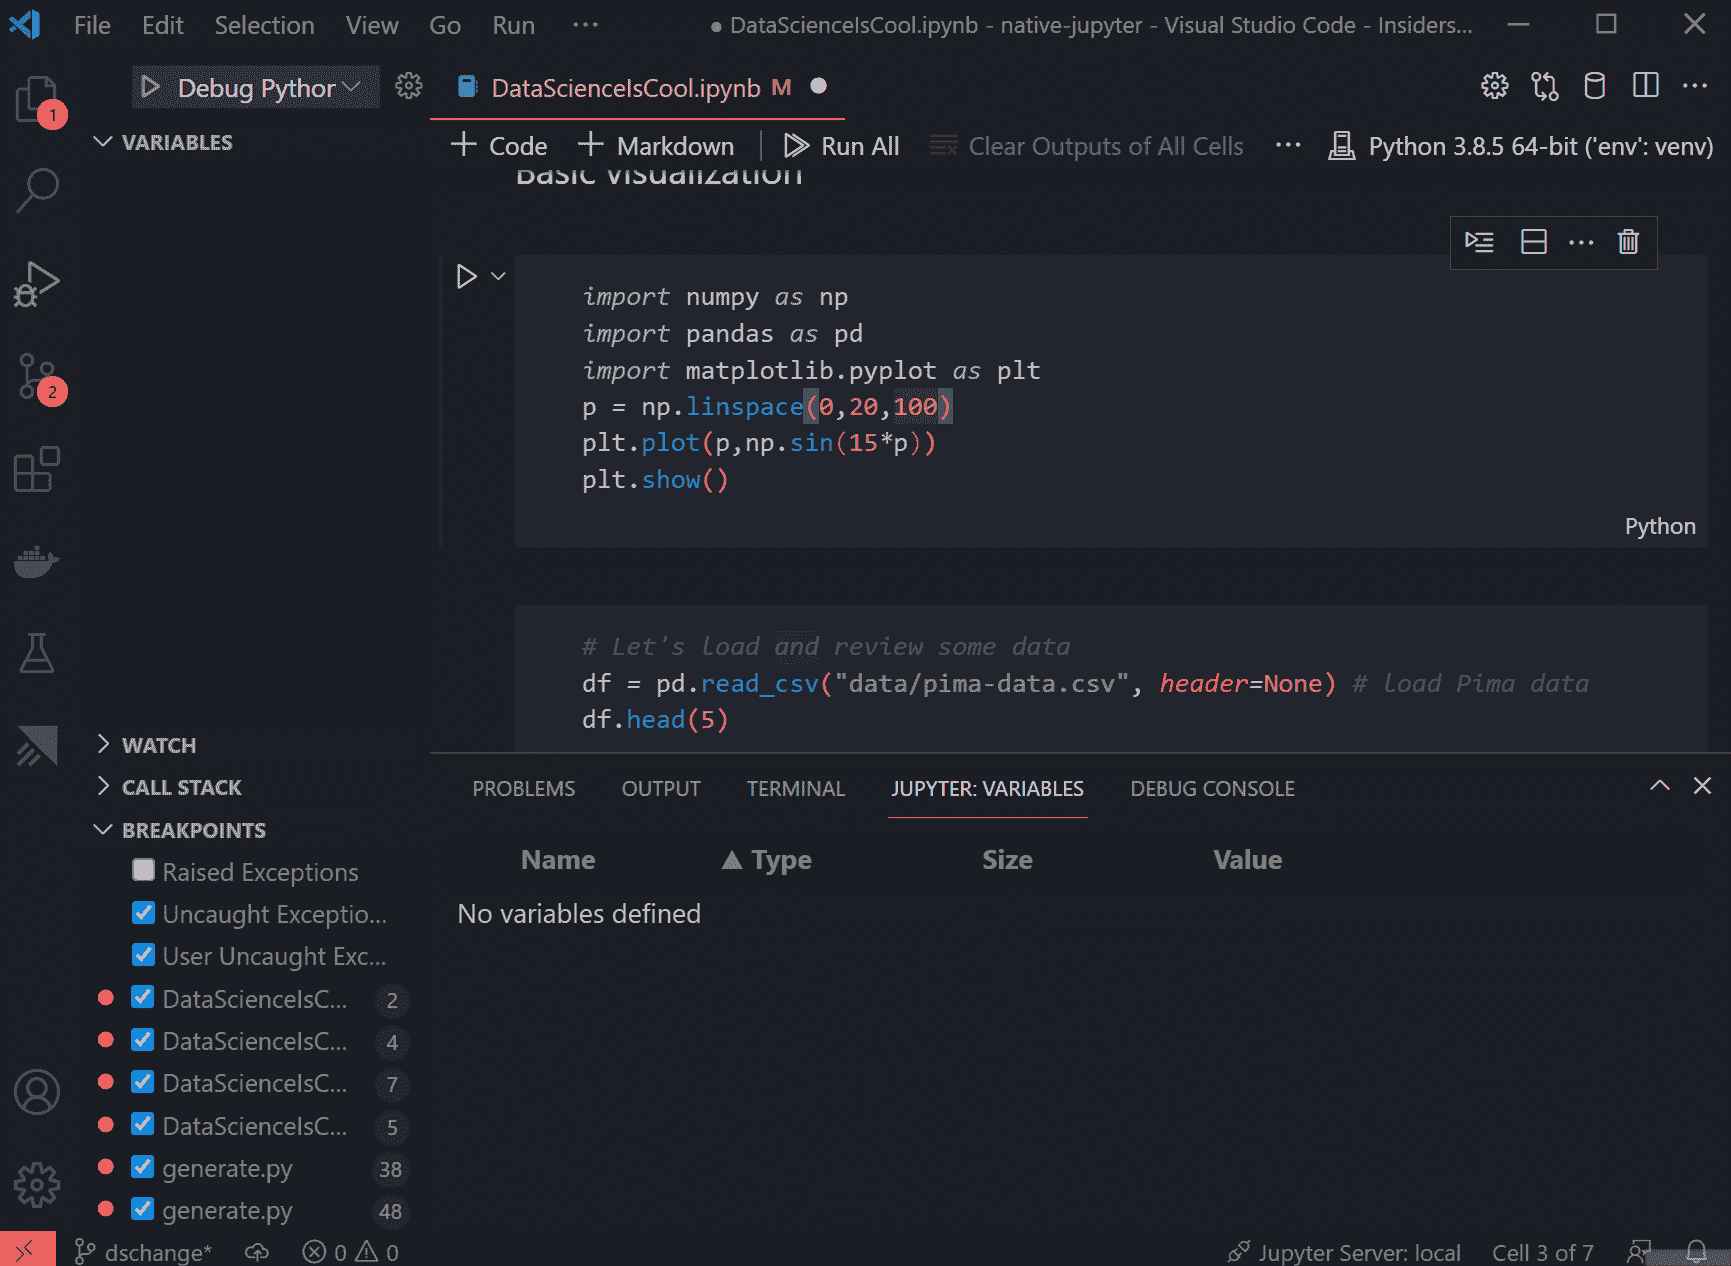 File Edit Selection View Go Run ··· ● DataScienceIsCool.ipynb - native-jupyter - Visual Studio Code - Insiders...
Debug Python
DataScienceIsCool.ipynb M
1
VARIABLES
Code Markdown Run All Clear Outputs of All Cells ··· Python 3.8.5 64-bit ('env': venv)
Basic visualization
import numpy as np
import pandas as pd
import matplotlib.pyplot as plt
p = np.linspace(0,20,100)
2
plt.plot(p,np.sin(15*p))
plt.show()
Python
# Let's load and review some data
df = pd.read_csv("data/pima-data.csv", header=None) # load Pima data
df.head(5)
WATCH
CALL STACK
BREAKPOINTS
Raised Exceptions
Uncaught Exceptio...
User Uncaught Exc...
DataScienceIsC... 2
DataScienceIsC... 4
DataScienceIsC... 7
DataScienceIsC... 5
generate.py 38
generate.py 48
PROBLEMS OUTPUT TERMINAL JUPYTER: VARIABLES DEBUG CONSOLE
Name Type Size Value
No variables defined
dschange* 0 0 Jupyter Server: local Cell 3 of 7